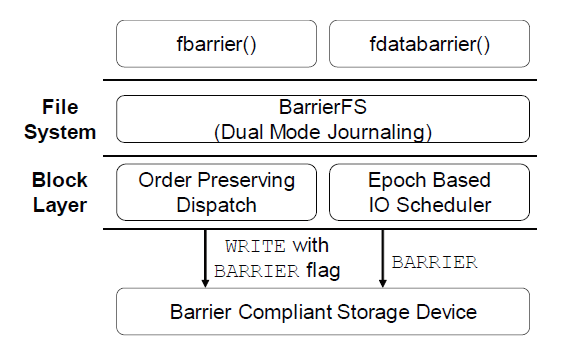 fbarrier()
fdatabarrier()
File
System
BarrierFS
(Dual Mode Journaling)
Block
Layer
Order Preserving
Dispatch
Epoch Based
IO Scheduler
WRITE with
BARRIER flag
BARRIER
Barrier Compliant Storage Device